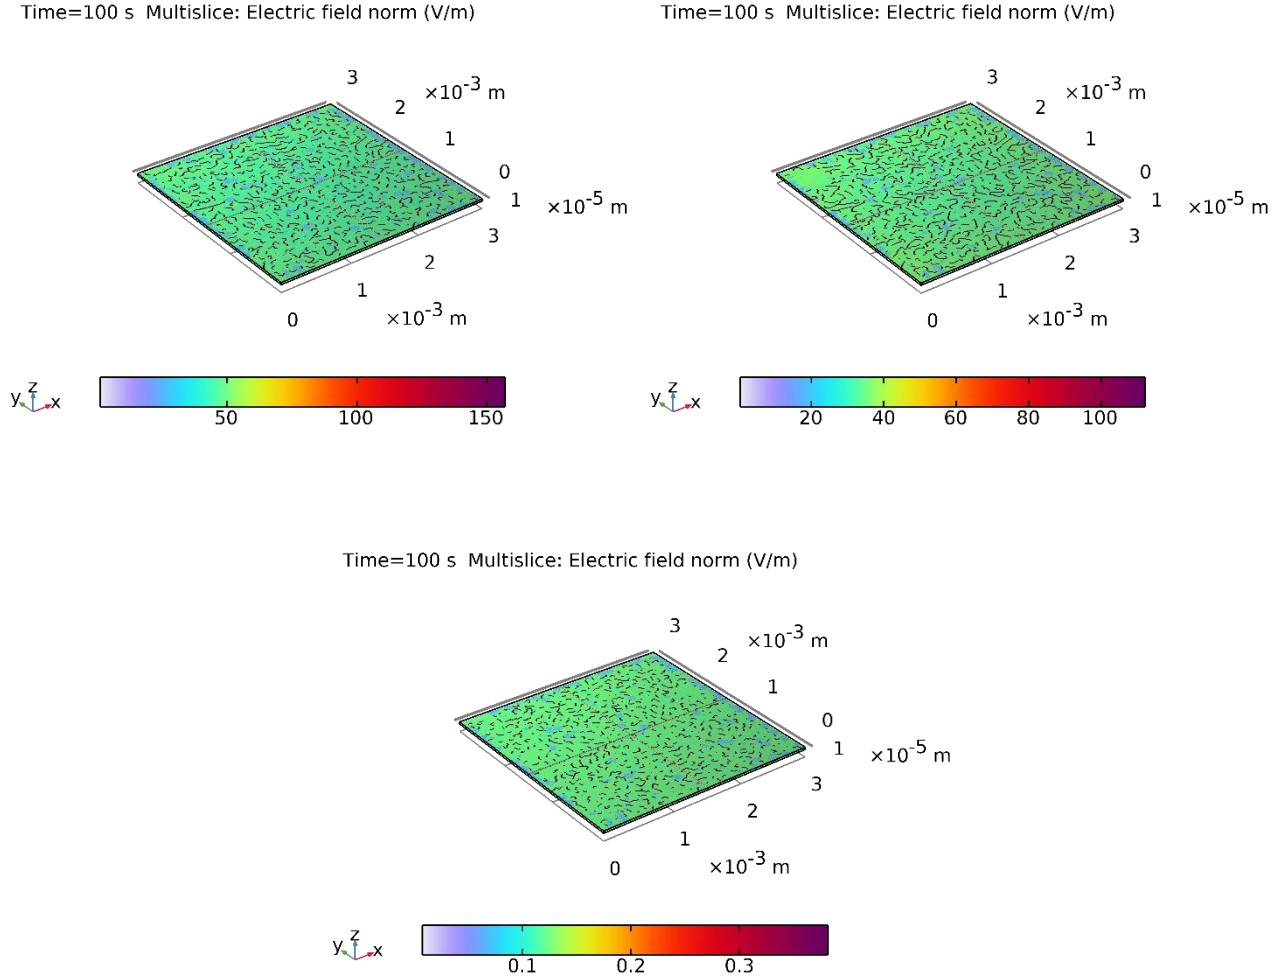 Time=100 s  Multislice: Electric field norm (V/m)
3
2
×10⁻³ m
1
0
1
×10⁻⁵ m
3
2
1
×10⁻³ m
0
y z x
50 100 150
Time=100 s  Multislice: Electric field norm (V/m)
3
2
×10⁻³ m
1
0
1
×10⁻⁵ m
3
2
1
×10⁻³ m
0
y z x
20 40 60 80 100
Time=100 s  Multislice: Electric field norm (V/m)
3
2
×10⁻³ m
1
0
1
×10⁻⁵ m
3
2
1
×10⁻³ m
0
y z x
0.1 0.2 0.3